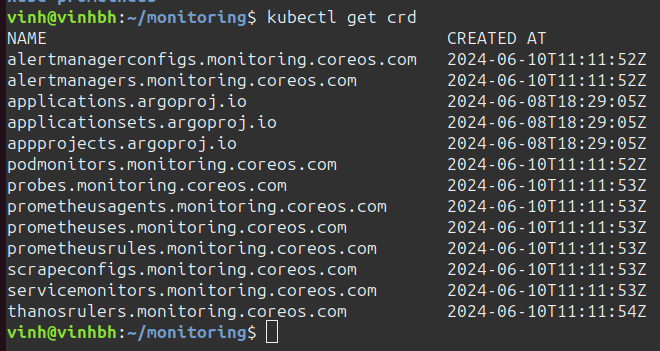 vinh@vinhbh:~/monitoring$ kubectl get crd
NAME CREATED AT
alertmanagerconfigs.monitoring.coreos.com 2024-06-10T11:11:52Z
alertmanagers.monitoring.coreos.com 2024-06-10T11:11:52Z
applications.argoproj.io 2024-06-08T18:29:05Z
applicationsets.argoproj.io 2024-06-08T18:29:05Z
appprojects.argoproj.io 2024-06-08T18:29:05Z
podmonitors.monitoring.coreos.com 2024-06-10T11:11:52Z
probes.monitoring.coreos.com 2024-06-10T11:11:53Z
prometheusagents.monitoring.coreos.com 2024-06-10T11:11:53Z
prometheuses.monitoring.coreos.com 2024-06-10T11:11:53Z
prometheusrules.monitoring.coreos.com 2024-06-10T11:11:53Z
scrapeconfigs.monitoring.coreos.com 2024-06-10T11:11:53Z
servicemonitors.monitoring.coreos.com 2024-06-10T11:11:53Z
thanosrulers.monitoring.coreos.com 2024-06-10T11:11:54Z
vinh@vinhbh:~/monitoring$